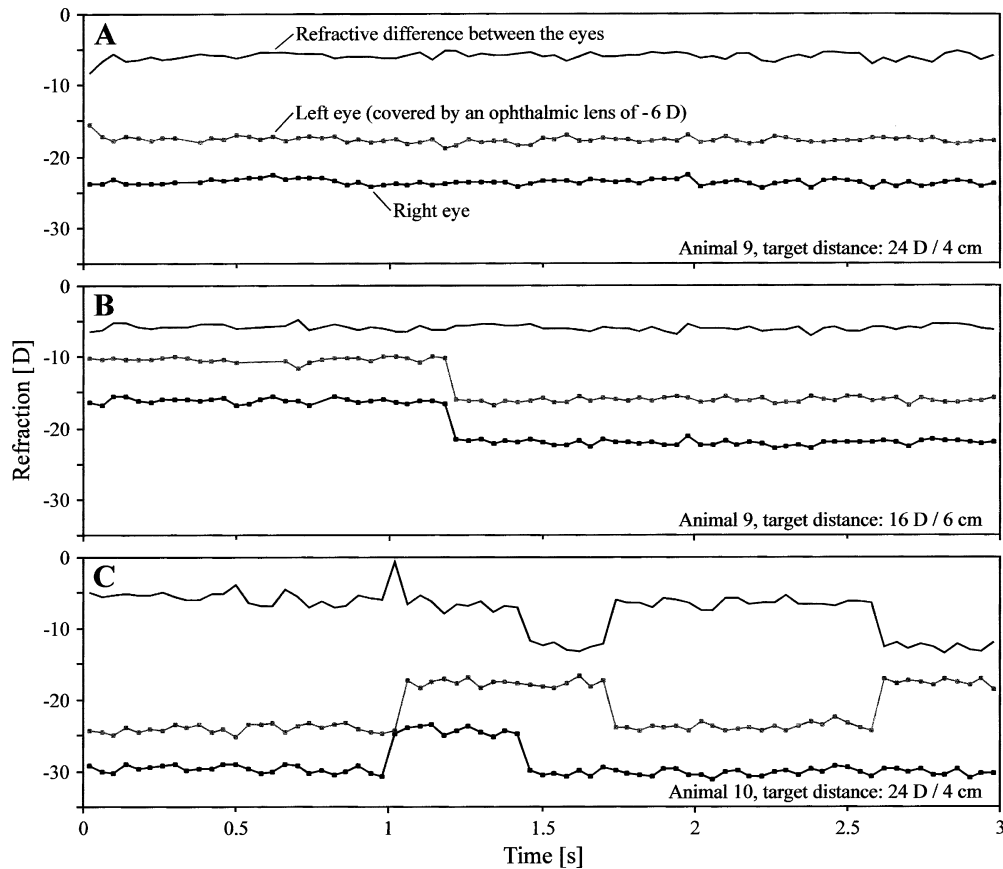 0
A
Refractive difference between the eyes
-10
Left eye (covered by an ophthalmic lens of -6 D)
-20
Right eye
-30
Animal 9, target distance: 24 D / 4 cm
0
B
-10
-20
-30
Animal 9, target distance: 16 D / 6 cm
Refraction [D]
0
C
-10
-20
-30
Animal 10, target distance: 24 D / 4 cm
0 0.5 1 1.5 2 2.5 3
Time [s]